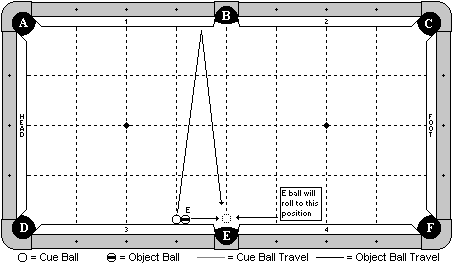 A
B
C
1
2
HEAD
FOOT
E
E ball will
roll to this
position
D
3
E
4
F
= Cue Ball = Object Ball = Cue Ball Travel = Object Ball Travel